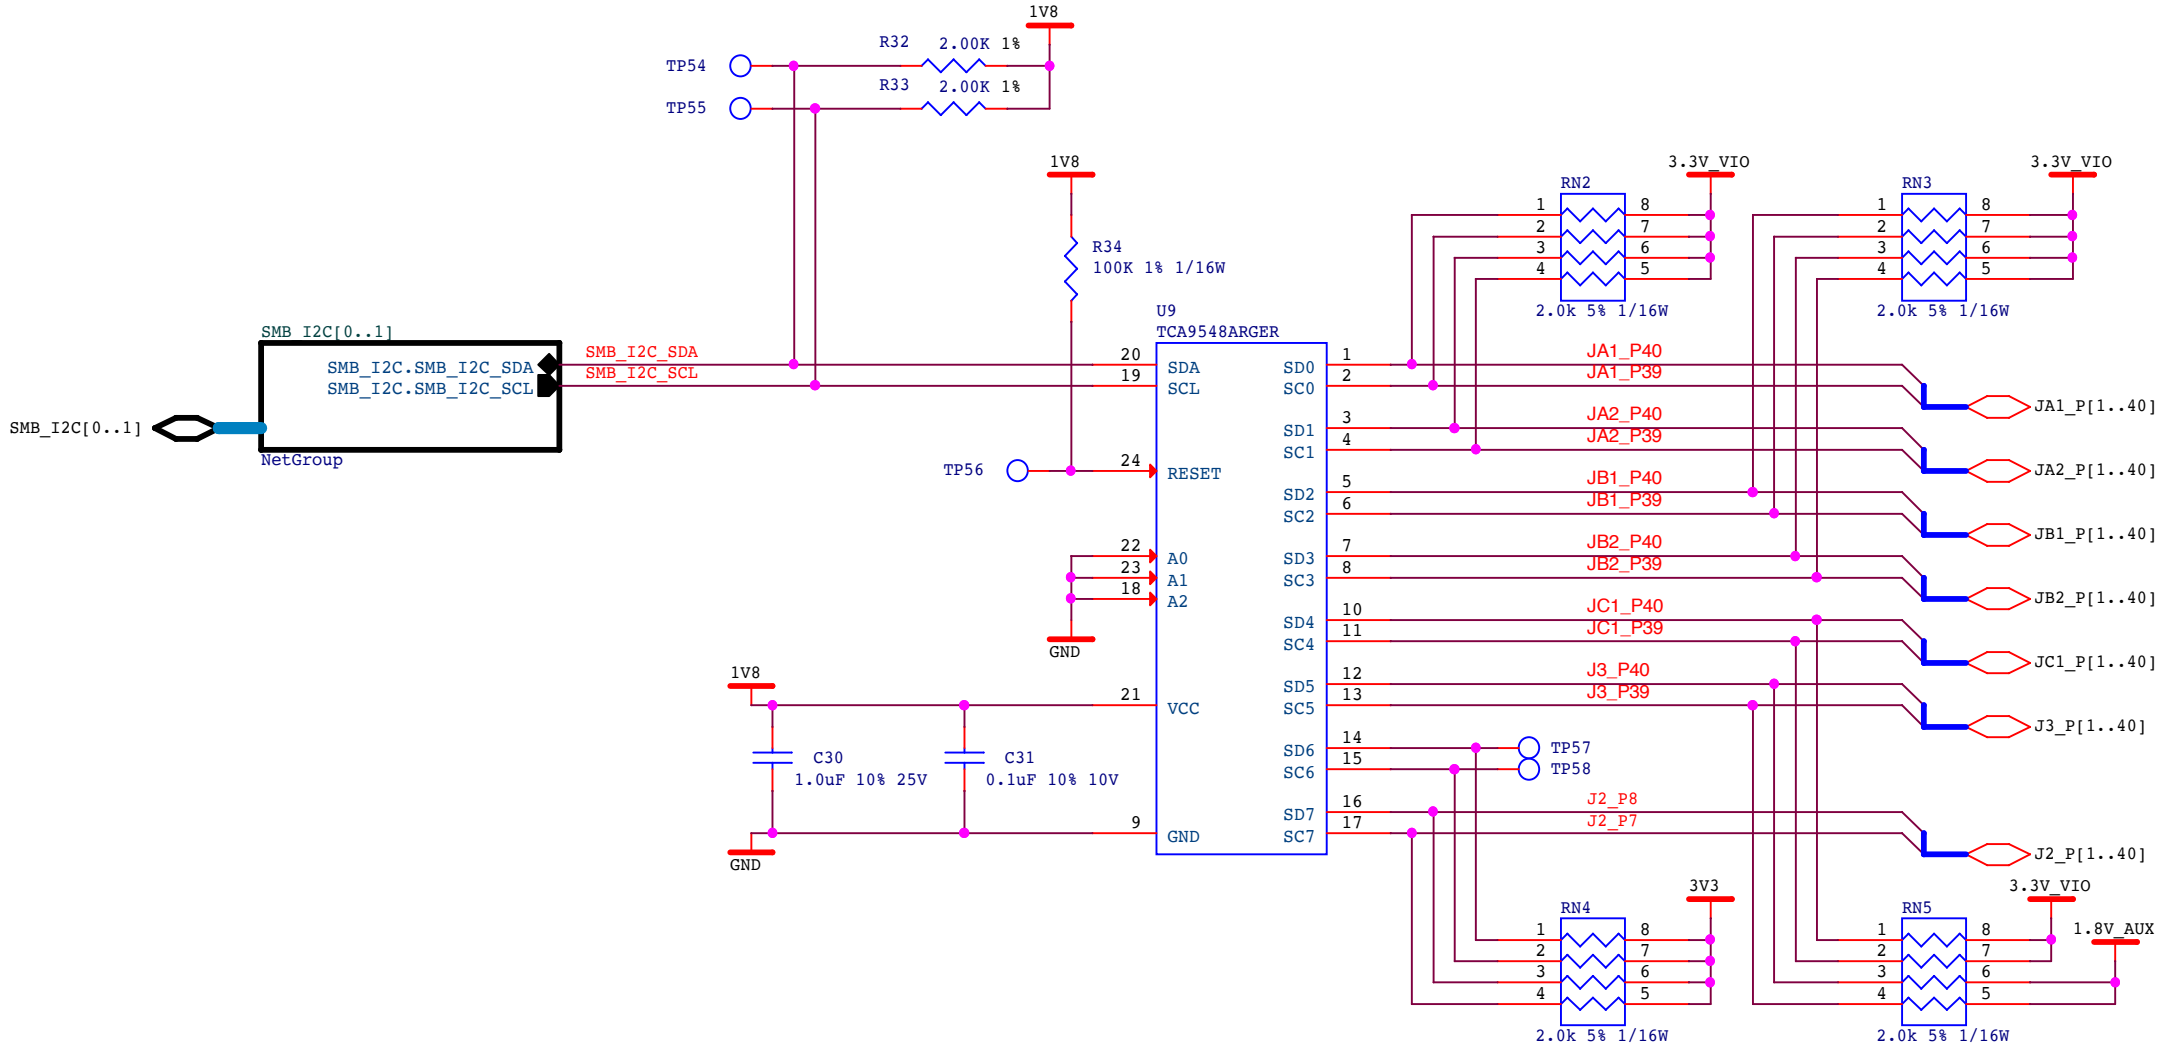 1V8
R32 2.00K 1%
TP54
R33 2.00K 1%
TP55
1V8
R34
100K 1% 1/16W
3.3V_VIO
RN2
1 8
2 7
3 6
4 5
2.0k 5% 1/16W
3.3V_VIO
RN3
1 8
2 7
3 6
4 5
2.0k 5% 1/16W
SMB_I2C[0..1]
SMB I2C[0..1]
SMB_I2C.SMB_I2C_SDA
SMB_I2C.SMB_I2C_SCL
NetGroup
SMB_I2C_SDA
SMB_I2C_SCL
U9
TCA9548ARGER
20 SDA
19 SCL
TP56
24 RESET
22 A0
23 A1
18 A2
GND
1V8
21 VCC
C30
1.0uF 10% 25V
C31
0.1uF 10% 10V
9 GND
GND
SD0 1 JA1_P40
SC0 2 JA1_P39
JA1_P[1..40]
SD1 3 JA2_P40
SC1 4 JA2_P39
JA2_P[1..40]
SD2 5 JB1_P40
SC2 6 JB1_P39
JB1_P[1..40]
SD3 7 JB2_P40
SC3 8 JB2_P39
JB2_P[1..40]
SD4 10 JC1_P40
SC4 11 JC1_P39
JC1_P[1..40]
SD5 12 J3_P40
SC5 13 J3_P39
J3_P[1..40]
SD6 14 TP57
SC6 15 TP58
SD7 16 J2_P8
SC7 17 J2_P7
J2_P[1..40]
3V3
RN4
1 8
2 7
3 6
4 5
2.0k 5% 1/16W
3.3V_VIO
1.8V_AUX
RN5
1 8
2 7
3 6
4 5
2.0k 5% 1/16W